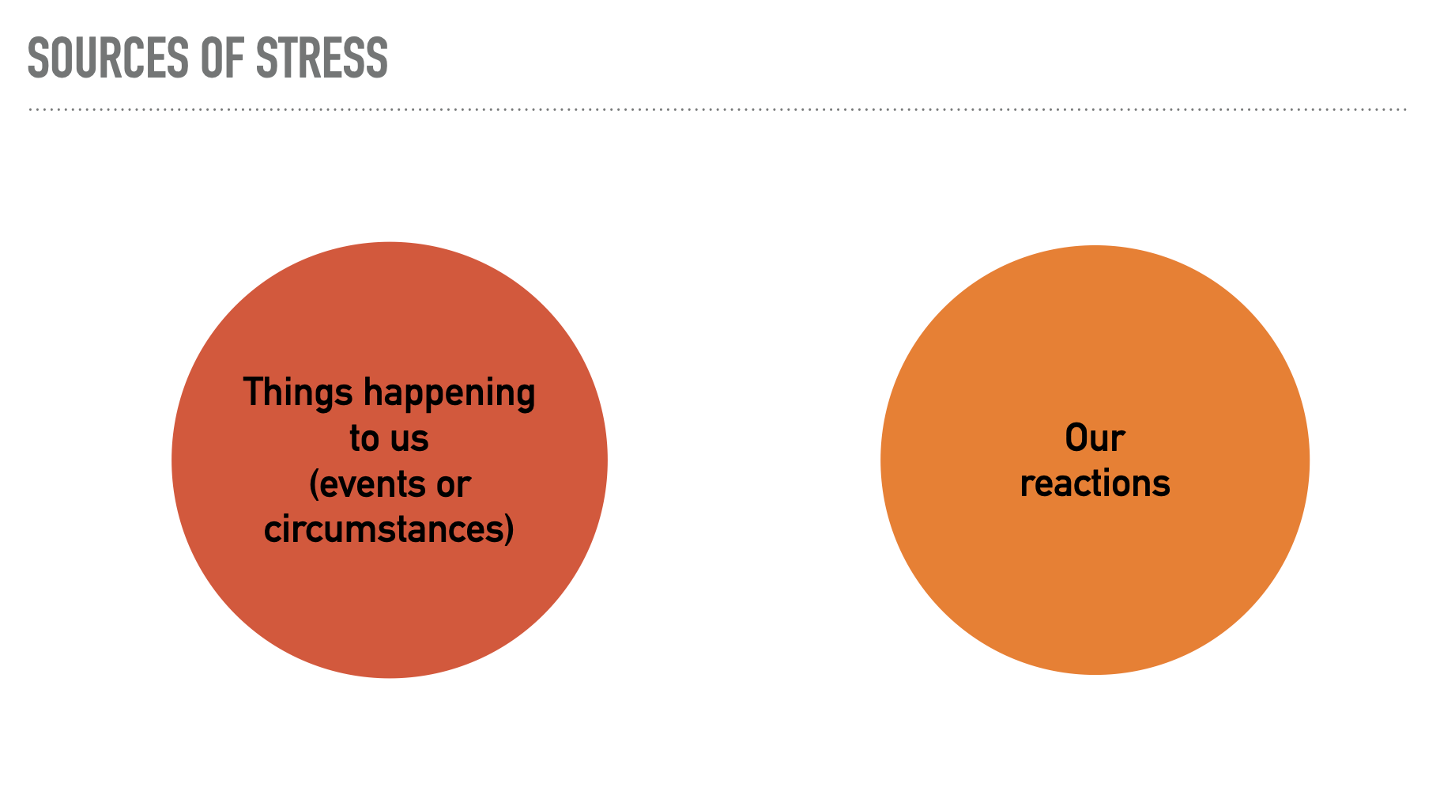 SOURCES OF STRESS
Things happening
to us
(events or
circumstances)
Our
reactions